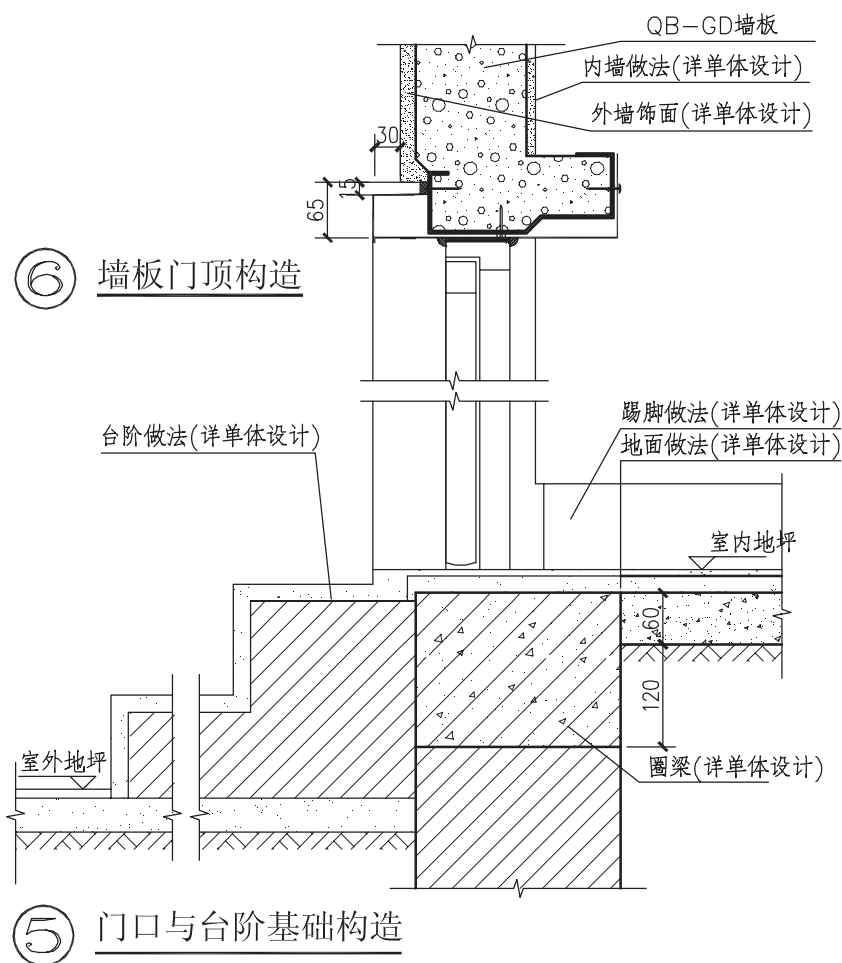 QB-GD墙板
内墙做法(详单体设计)
外墙饰面(详单体设计)
30
15
65
6 墙板门顶构造
踢脚做法(详单体设计)
台阶做法(详单体设计)
地面做法(详单体设计)
室内地坪
60
120
室外地坪
圈梁(详单体设计)
5 门口与台阶基础构造